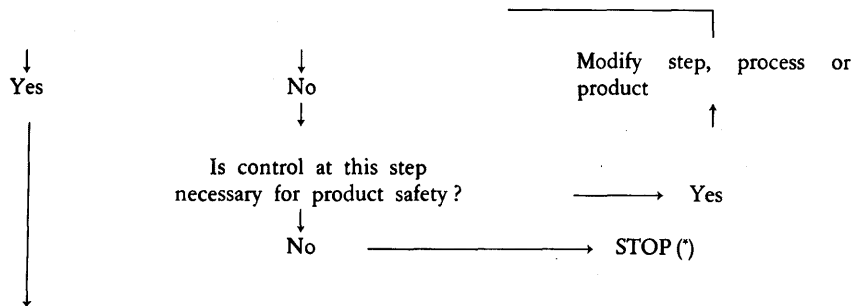 Modify step, process or
product
Yes
No
Is control at this step
necessary for product safety ?
Yes
No
STOP (*)